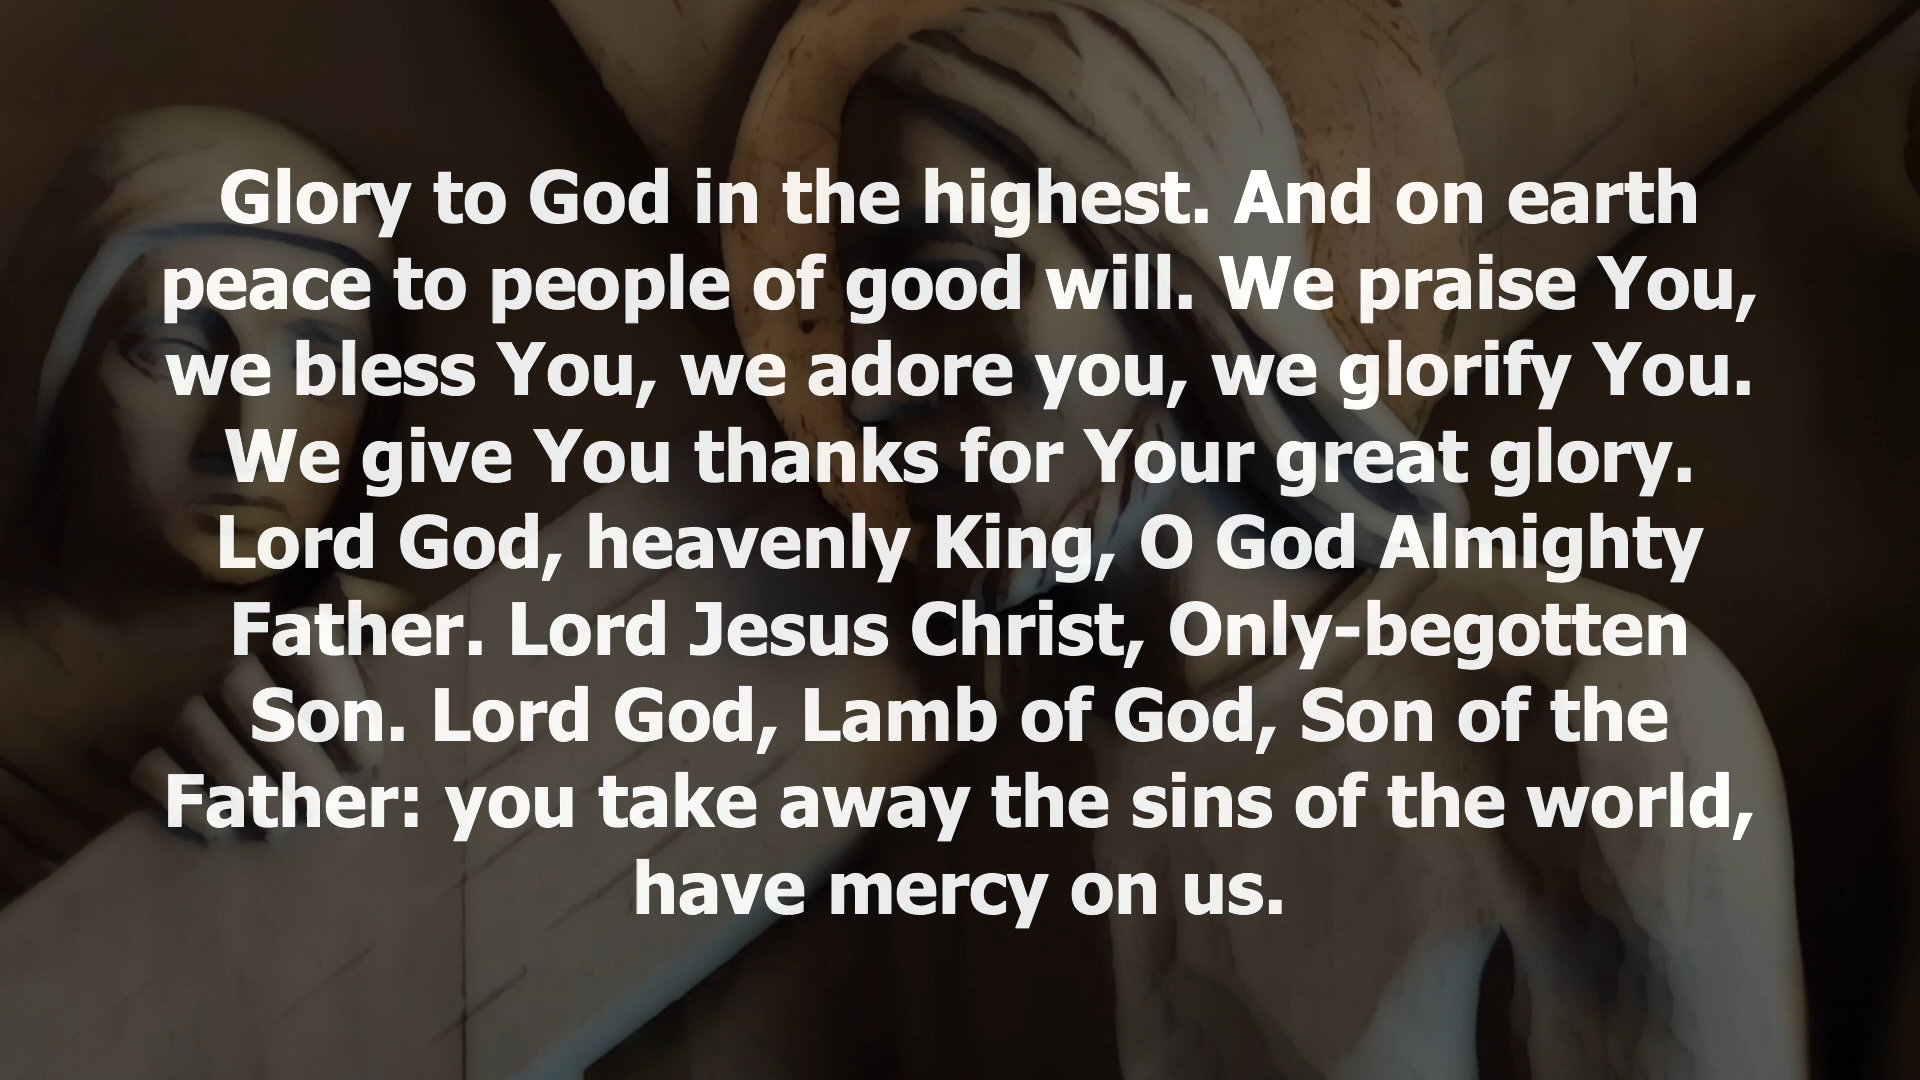 Glory to God in the highest. And on earth
peace to people of good will. We praise You,
we bless You, we adore you, we glorify You.
We give You thanks for Your great glory.
Lord God, heavenly King, O God Almighty
Father. Lord Jesus Christ, Only-begotten
Son. Lord God, Lamb of God, Son of the
Father: you take away the sins of the world,
have mercy on us.